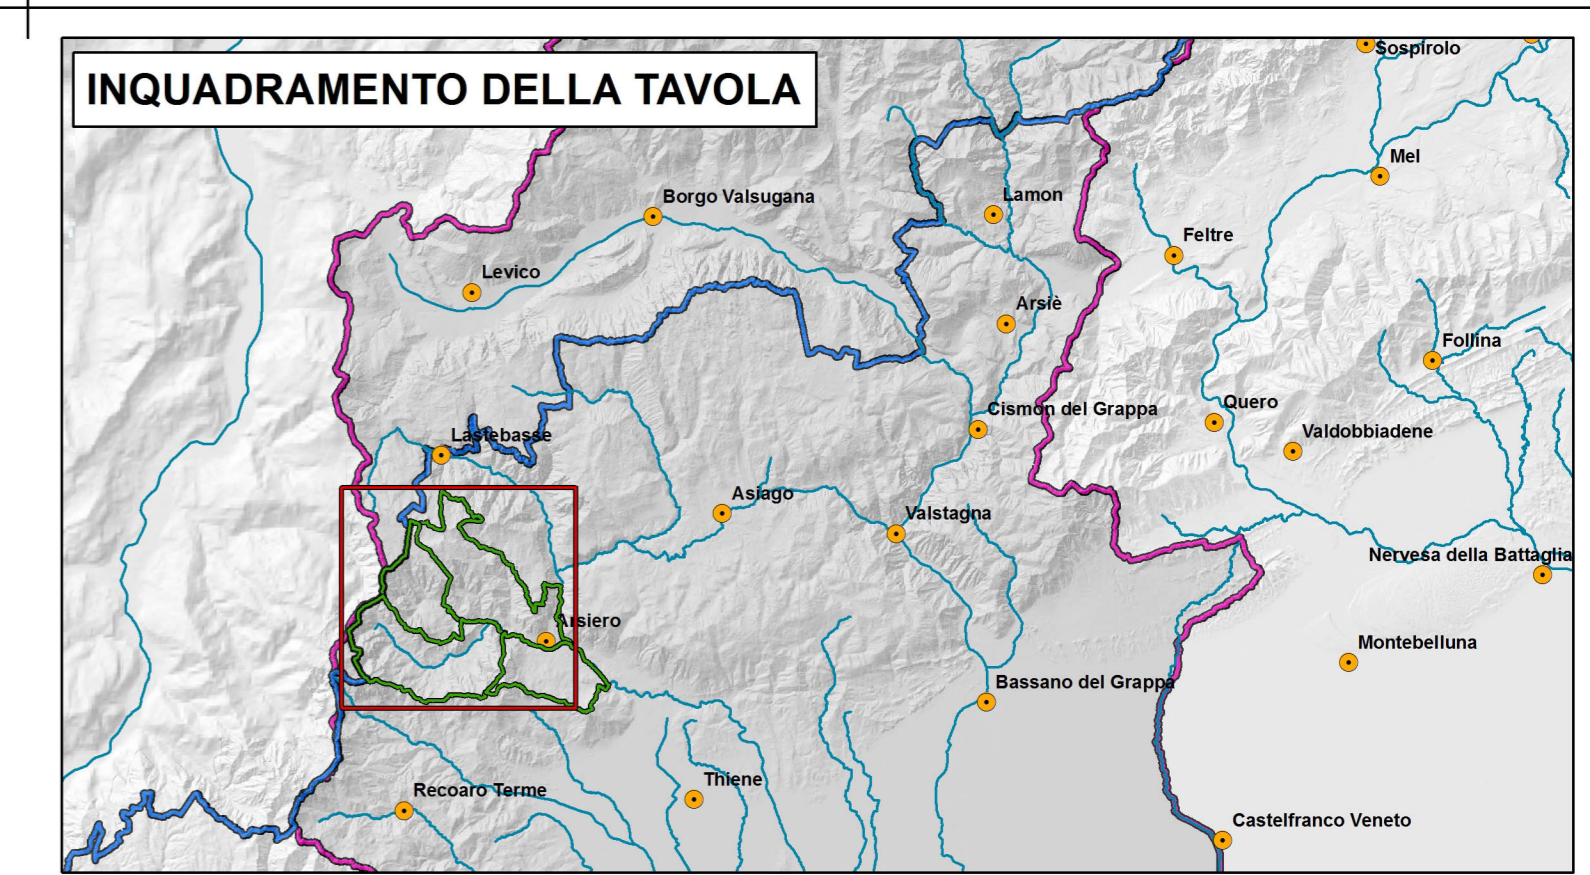 INQUADRAMENTO DELLA TAVOLA
Sospirolo
Mel
Borgo Valsugana
Lamon
Feltre
Levico
Arsiè
Follina
Quero
Cismon del Grappa
Valdobbiadene
Lastebasse
Asiago
Valstagna
Nervesa della Battaglia
Arsiero
Montebelluna
Bassano del Grappa
Thiene
Recoaro Terme
Castelfranco Veneto